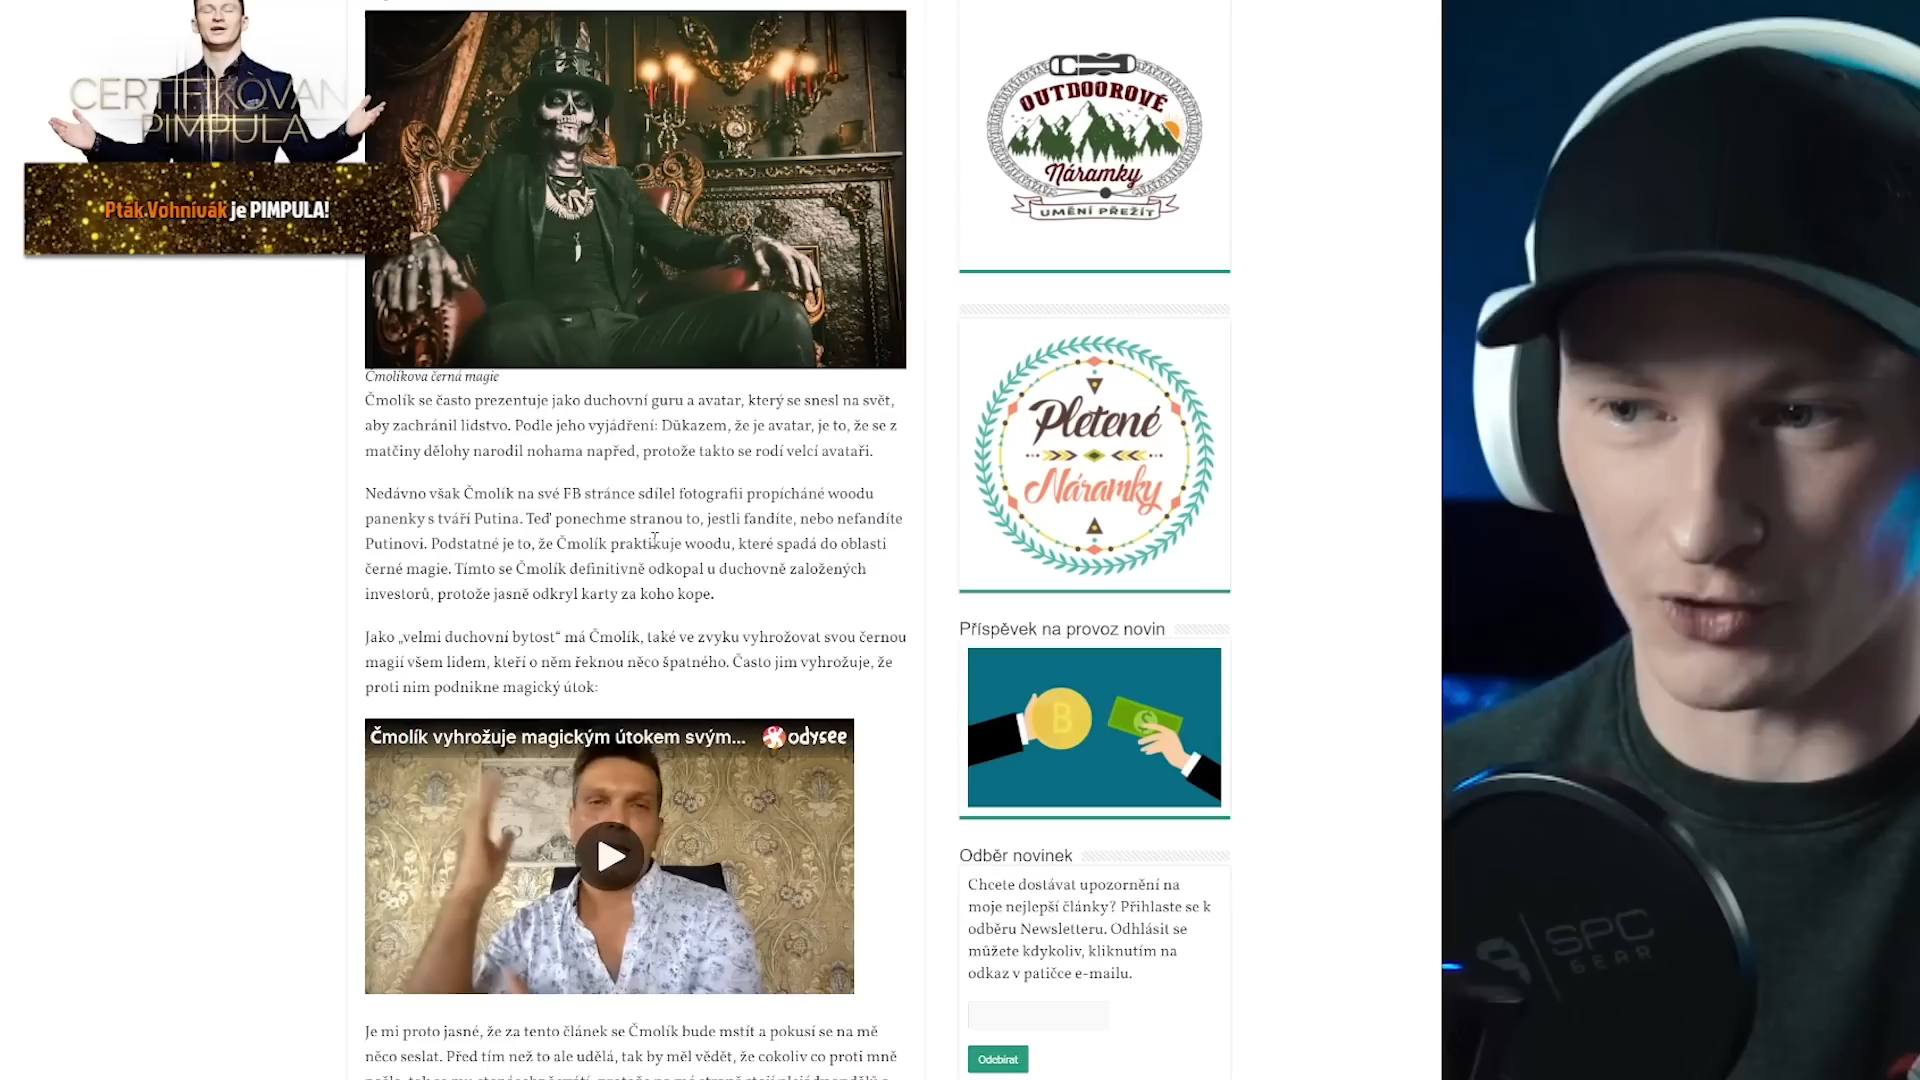 CERTIFIKOVAN
PIMPULA
Pták Vohnívák je PIMPULA!
Čmolíkova černá magie
Čmolík se často prezentuje jako duchovní guru a avatar, který se snesl na svět,
aby zachránil lidstvo. Podle jeho vyjádření: Důkazem, že je avatar, je to, že se z
matčiny dělohy narodil nohama napřed, protože takto se rodí velcí avataři.
Nedávno však Čmolík na své FB stránce sdílel fotografii propíchané woodu
panenky s tváří Putina. Teď ponechme stranou to, jestli fandíte, nebo nefandíte
Putinovi. Podstatné je to, že Čmolík praktikuje woodu, které spadá do oblasti
černé magie. Tímto se Čmolík definitivně odkopal u duchovně založených
investorů, protože jasně odkryl karty za koho kope.
Jako „velmi duchovní bytost“ má Čmolík, také ve zvyku vyhrožovat svou černou
magií všem lidem, kteří o něm řeknou něco špatného. Často jim vyhrožuje, že
proti nim podnikne magický útok:
Čmolík vyhrožuje magickým útokem svým...
odysee
Je mi proto jasné, že za tento článek se Čmolík bude mstít a pokusí se na mě
něco seslat. Před tím než to ale udělá, tak by měl vědět, že cokoliv co proti mně
OUTDOOROVÉ
Náramky
UMĚNÍ PŘEŽÍT
Pletené
Náramky
Příspěvek na provoz novin
B
$
Odběr novinek
Chcete dostávat upozornění na
moje nejlepší články? Přihlaste se k
odběru Newsletteru. Odhlásit se
můžete kdykoliv, kliknutím na
odkaz v patičce e-mailu.
Odebírat
SPC
GEAR